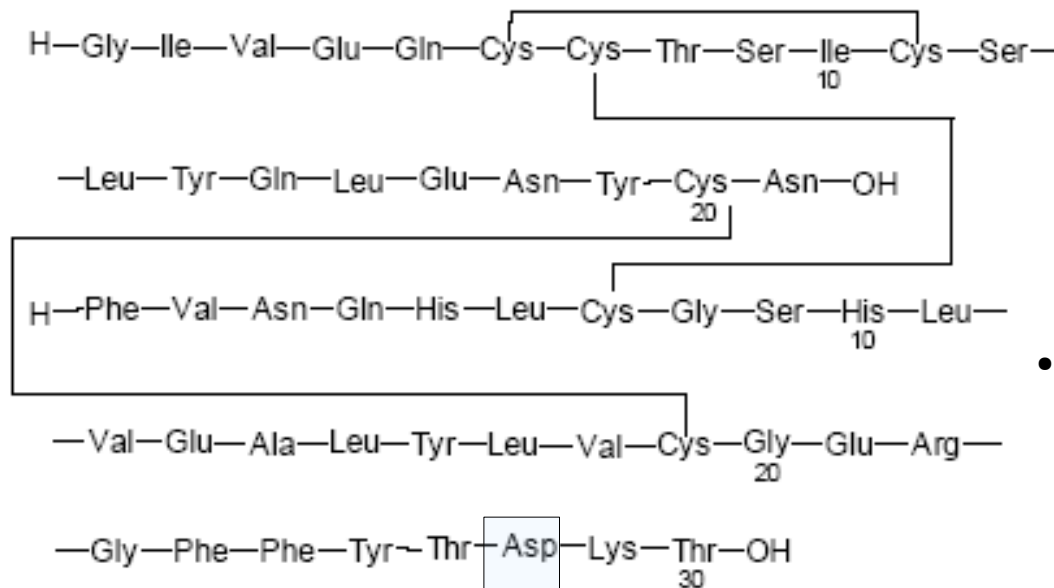 H—Gly—Ile—Val—Glu—Gln—Cys—Cys—Thr—Ser—Ile—Cys—Ser—
10
—Leu—Tyr—Gln—Leu—Glu—Asn—Tyr—Cys—Asn—OH
20
H—Phe—Val—Asn—Gln—His—Leu—Cys—Gly—Ser—His—Leu—
10
—Val—Glu—Ala—Leu—Tyr—Leu—Val—Cys—Gly—Glu—Arg—
20
—Gly—Phe—Phe—Tyr—Thr—Asp—Lys—Thr—OH
30